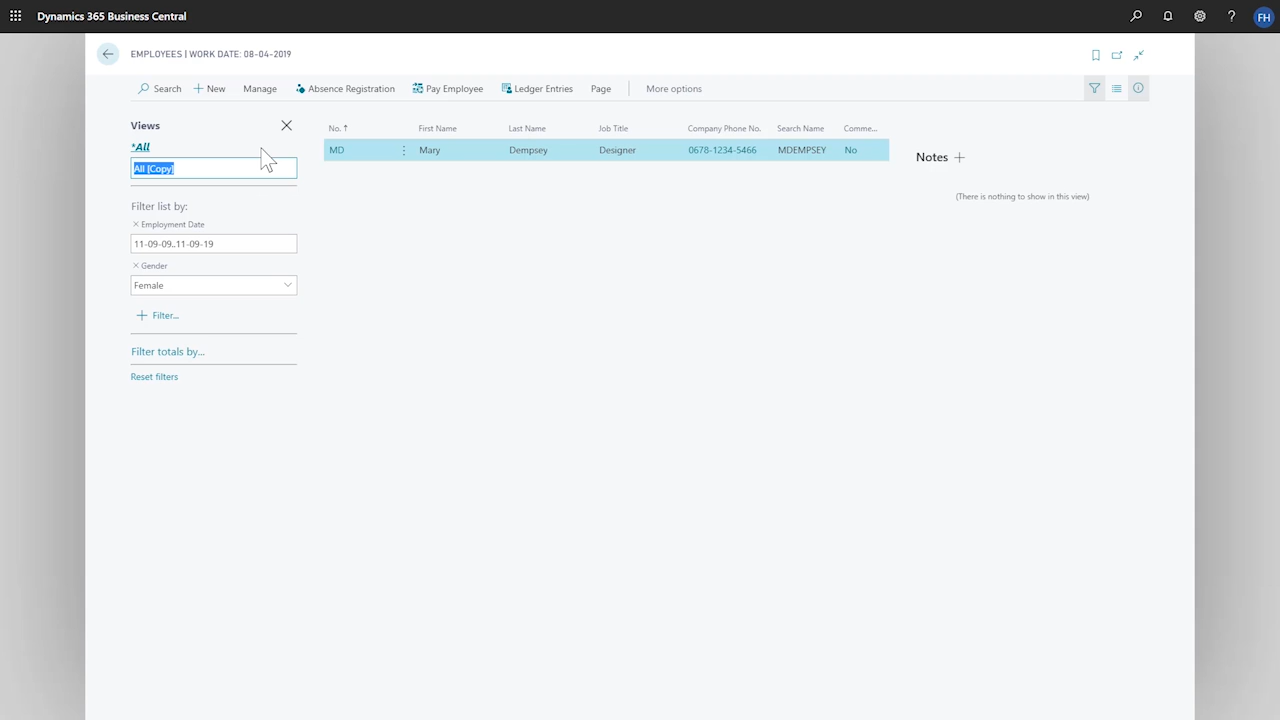 Dynamics 365 Business Central
?
FH
EMPLOYEES | WORK DATE: 08-04-2019
Search
New
Manage
Absence Registration
Pay Employee
Ledger Entries
Page
More options
Views
*All
All [Copy]
Filter list by:
× Employment Date
11-09-09..11-09-19
× Gender
Female
+ Filter...
Filter totals by...
Reset filters
No. ↑ First Name Last Name Job Title Company Phone No. Search Name Comme...
MD Mary Dempsey Designer 0678-1234-5466 MDEMPSEY No
Notes +
(There is nothing to show in this view)